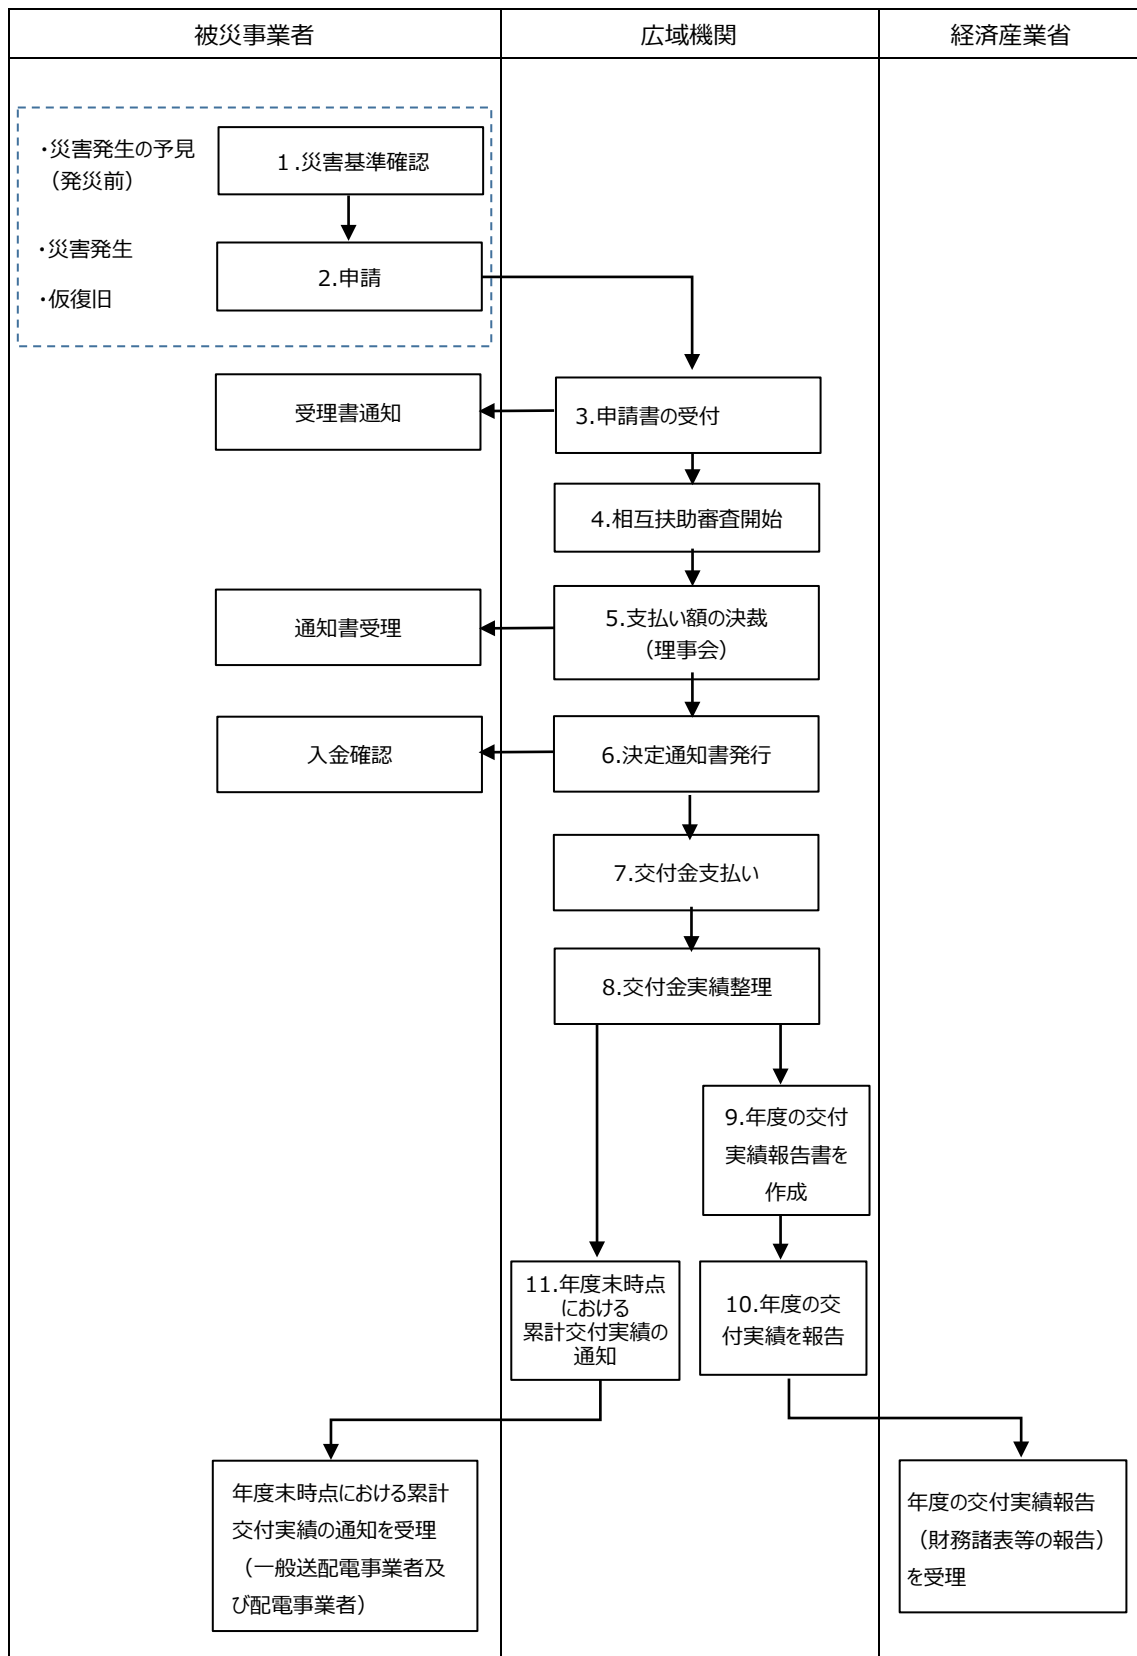 被災事業者
広域機関
経済産業省
・災害発生の予見
（発災前）
１.災害基準確認
・災害発生
2.申請
・仮復旧
受理書通知
3.申請書の受付
4.相互扶助審査開始
通知書受理
5.支払い額の決裁
（理事会）
入金確認
6.決定通知書発行
7.交付金支払い
8.交付金実績整理
9.年度の交付
実績報告書を
作成
11.年度末時点
における
累計交付実績の
通知
10.年度の交
付実績を報告
年度末時点における累計
交付実績の通知を受理
（一般送配電事業者及
び配電事業者）
年度の交付実績報告
（財務諸表等の報告）
を受理